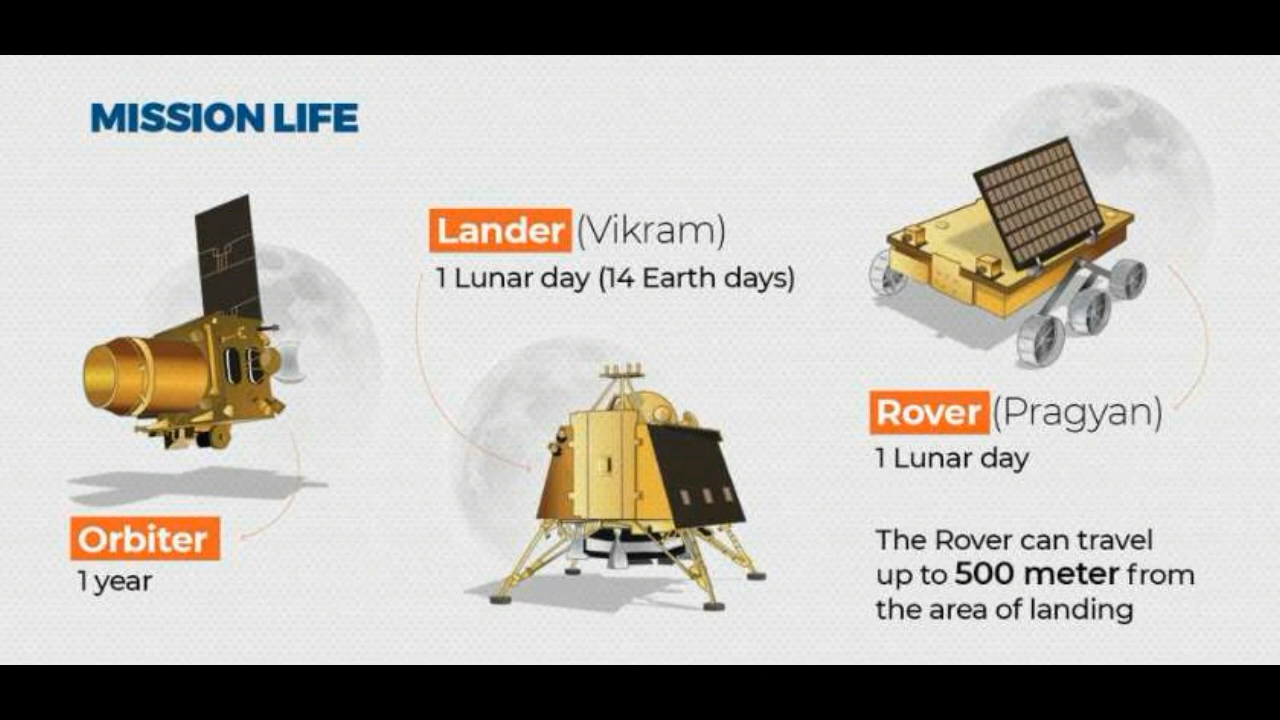 MISSION LIFE
Lander (Vikram)
1 Lunar day (14 Earth days)
Orbiter
1 year
Rover (Pragyan)
1 Lunar day
The Rover can travel
up to 500 meter from
the area of landing